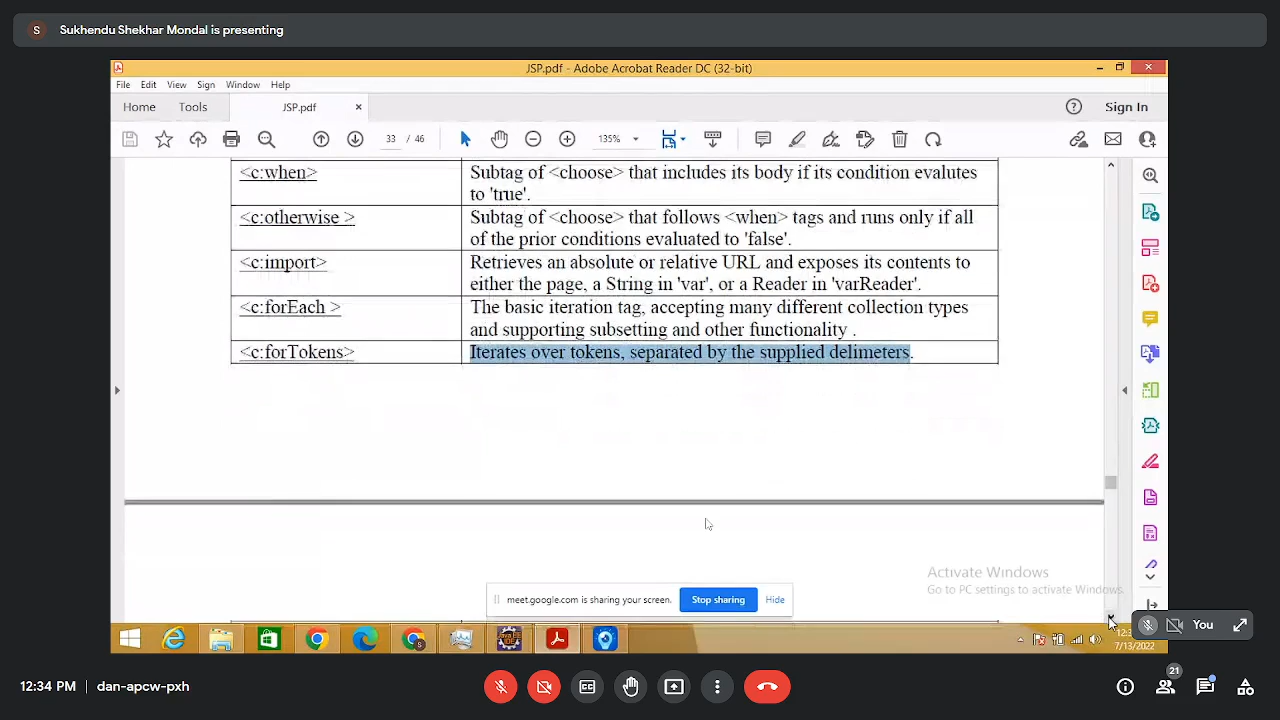 S Sukhendu Shekhar Mondal is presenting
JSP.pdf - Adobe Acrobat Reader DC (32-bit)
File Edit View Sign Window Help
Home Tools JSP.pdf × Sign In
33 / 46 135%
<c:when> Subtag of <choose> that includes its body if its condition evalutes
to 'true'.
<c:otherwise > Subtag of <choose> that follows <when> tags and runs only if all
of the prior conditions evaluated to 'false'.
<c:import> Retrieves an absolute or relative URL and exposes its contents to
either the page, a String in 'var', or a Reader in 'varReader'.
<c:forEach > The basic iteration tag, accepting many different collection types
and supporting subsetting and other functionality .
<c:forTokens> Iterates over tokens, separated by the supplied delimeters.
Activate Windows
Go to PC settings to activate Windows.
meet.google.com is sharing your screen. Stop sharing Hide
You
7/13/2022
12:34 PM | dan-apcw-pxh
21